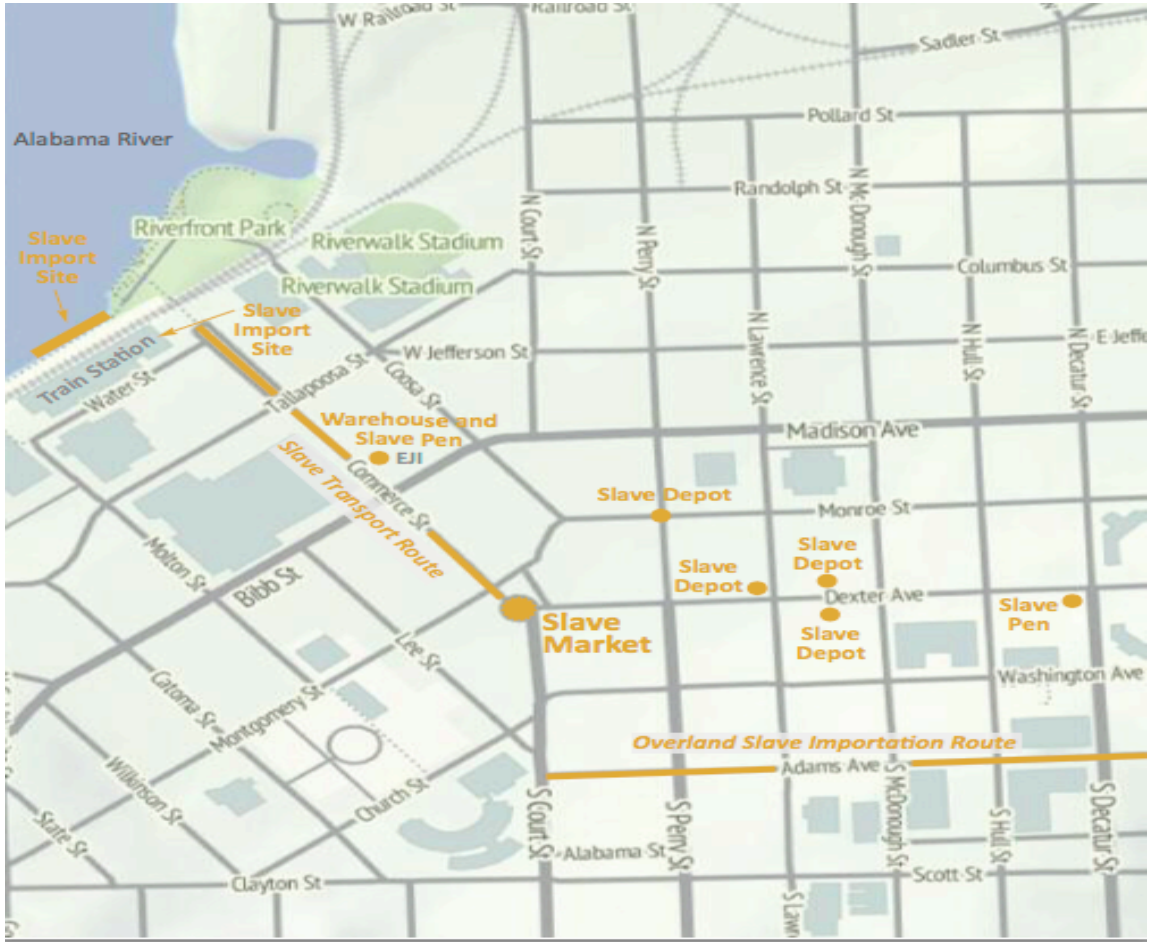 W Railroad St
Railroad St
Sadler St
Pollard St
Alabama River
Randolph St
N McDonough St
N Court St
N Perry St
Riverfront Park
Riverwalk Stadium
Slave
Import
Site
Columbus St
Riverwalk Stadium
Slave
Import
Site
N Lawrence St
N Hull St
N Decatur St
E Jeffe
Train Station
W Jefferson St
Water St
Tallapoosa St
Coosa St
Warehouse and
Slave Pen
EJI
Madison Ave
Slave Transport Route
Commerce St
Slave Depot
Monroe St
Molton St
Bibb St
Slave
Depot
Slave
Depot
Dexter Ave
Slave
Pen
Slave
Market
Slave
Depot
Lee St
Washington Ave
Catoma St
Montgomery St
Overland Slave Importation Route
Adams Ave
Wilkinson St
Church St
S Court St
S Perry St
S McDonough St
S Hull St
S Decatur St
State St
Alabama St
Clayton St
Scott St
S Lawn